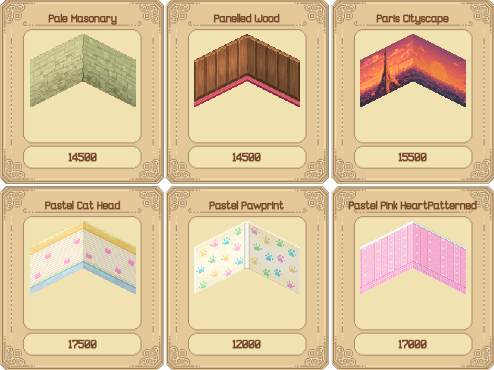 Pale Masonary
14500
Panelled Wood
14500
Paris Cityscape
15500
Pastel Cat Head
17500
Pastel Pawprint
12000
Pastel Pink HeartPatterned
17000